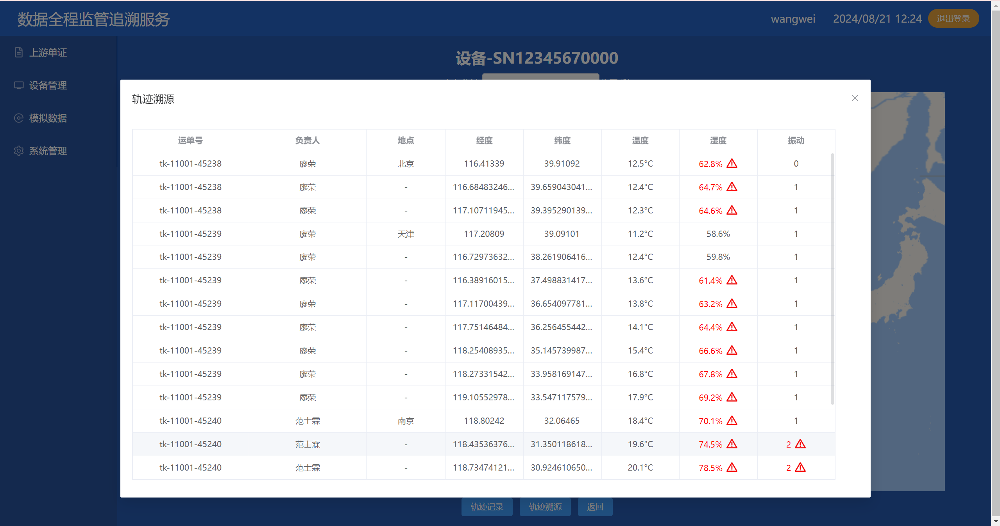 数据全程监管追溯服务
wangwei 2024/08/21 12:24 退出登录
上游单证
设备管理
模拟数据
系统管理
设备-SN12345670000
轨迹溯源
运单号 负责人 地点 经度 纬度 温度 湿度 振动
tk-11001-45238 廖荣 北京 116.41339 39.91092 12.5°C 62.8% 0
tk-11001-45238 廖荣 - 116.68483246... 39.659043041... 12.4°C 64.7% 1
tk-11001-45238 廖荣 - 117.10711945... 39.395290139... 12.3°C 64.6% 1
tk-11001-45239 廖荣 天津 117.20809 39.09101 11.2°C 58.6% 1
tk-11001-45239 廖荣 - 116.72973632... 38.261906416... 12.4°C 59.8% 1
tk-11001-45239 廖荣 - 116.38916015... 37.498831417... 13.6°C 61.4% 1
tk-11001-45239 廖荣 - 117.11700439... 36.654097781... 13.8°C 63.2% 1
tk-11001-45239 廖荣 - 117.75146484... 36.256455442... 14.1°C 64.4% 1
tk-11001-45239 廖荣 - 118.25408935... 35.145739987... 15.4°C 66.6% 1
tk-11001-45239 廖荣 - 118.27331542... 33.958169147... 16.8°C 67.8% 1
tk-11001-45239 廖荣 - 119.10552978... 33.547117579... 17.9°C 69.2% 1
tk-11001-45240 范士霖 南京 118.80242 32.06465 18.4°C 70.1% 1
tk-11001-45240 范士霖 - 118.43536376... 31.350118618... 19.6°C 74.5% 2
tk-11001-45240 范士霖 - 118.73474121... 30.924610650... 20.1°C 78.5% 2
轨迹记录 轨迹溯源 返回